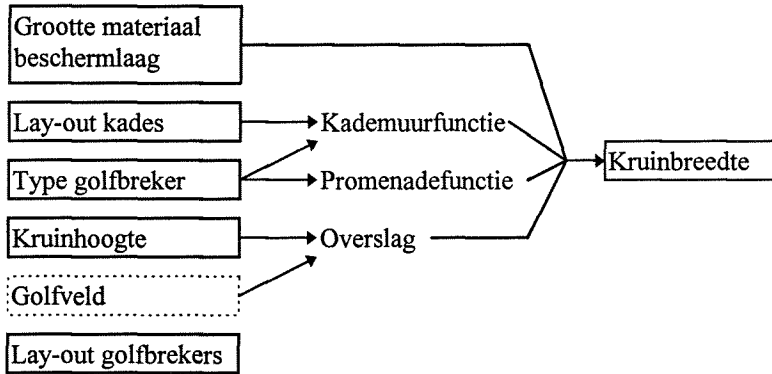 Grootte materiaal
beschermlaag
Lay-out kades
Kademuurfunctie
Type golfbreker
Promenadefunctie
Kruinbreedte
Kruinhoogte
Overslag
Golfveld
Lay-out golfbrekers